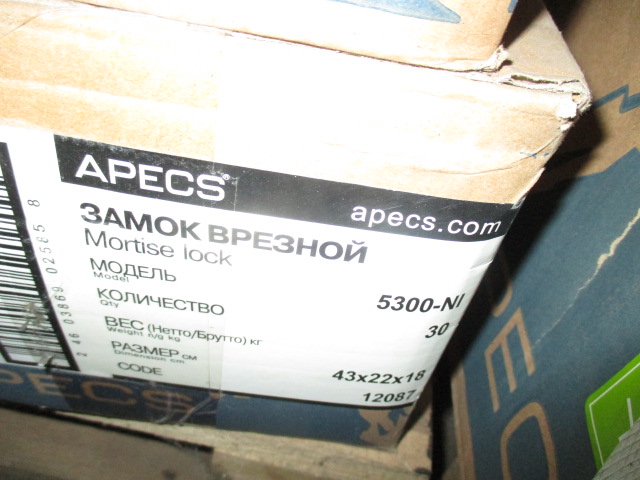 APECS
apecs.com
ЗАМОК ВРЕЗНОЙ
Mortise lock
МОДЕЛЬ 5300-NI
Model
КОЛИЧЕСТВО 30
Qty
ВЕС (Нетто/Брутто) кг
Weight n/g kg
РАЗМЕР см 43x22x18
Dimension cm
CODE 12087
APECS